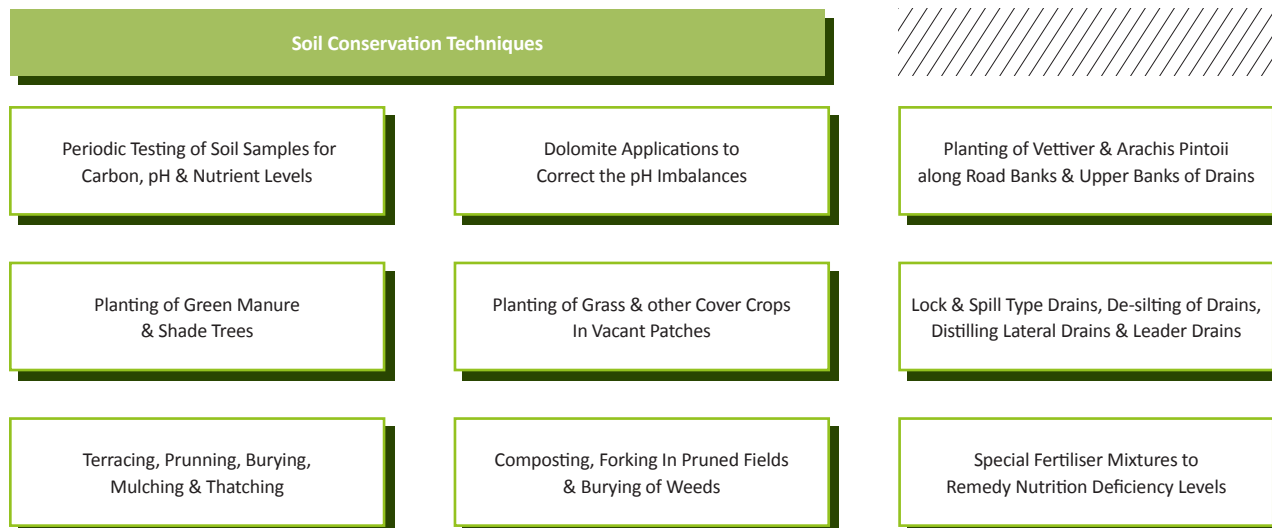 Soil Conservation Techniques
Periodic Testing of Soil Samples for
Carbon, pH & Nutrient Levels
Dolomite Applications to
Correct the pH Imbalances
Planting of Vettiver & Arachis Pintoii
along Road Banks & Upper Banks of Drains
Planting of Green Manure
& Shade Trees
Planting of Grass & other Cover Crops
In Vacant Patches
Lock & Spill Type Drains, De-silting of Drains,
Distilling Lateral Drains & Leader Drains
Terracing, Prunning, Burying,
Mulching & Thatching
Composting, Forking In Pruned Fields
& Burying of Weeds
Special Fertiliser Mixtures to
Remedy Nutrition Deficiency Levels